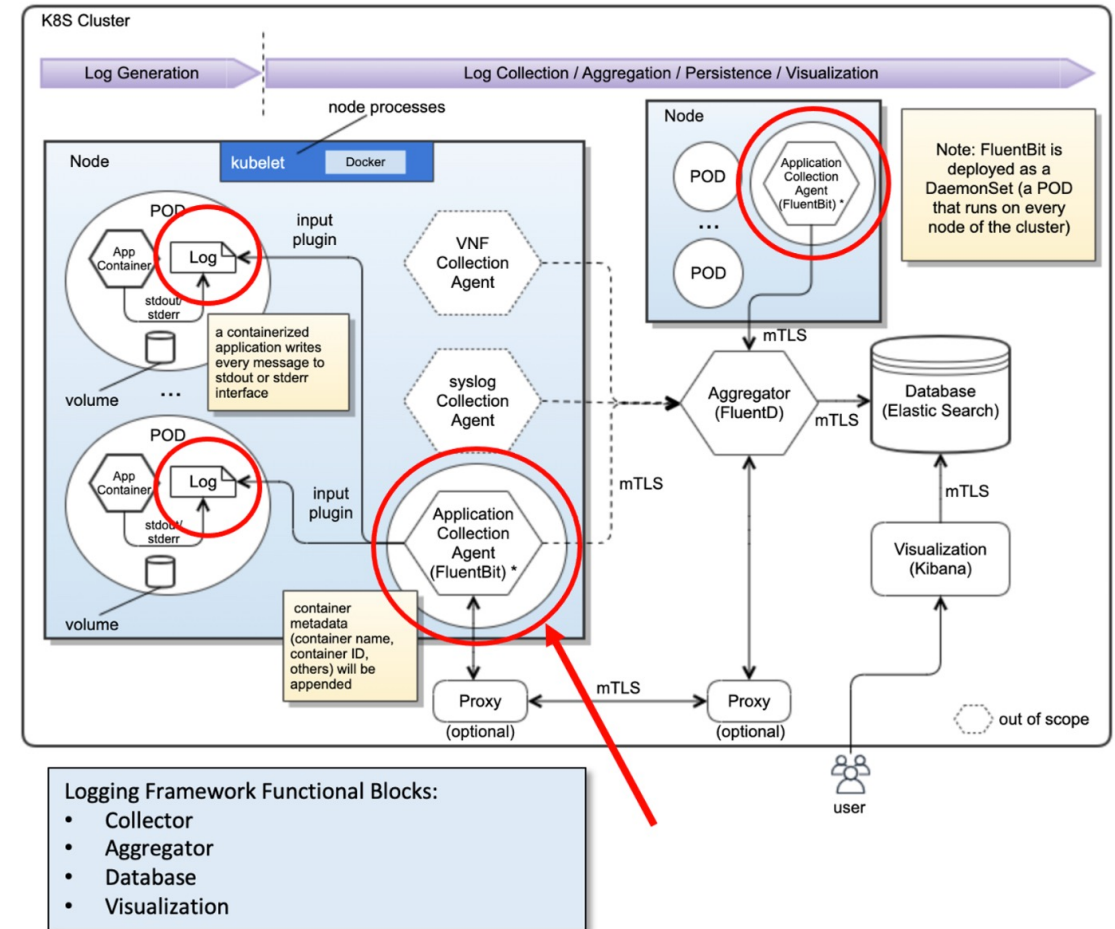 K8S Cluster
Log Generation
Log Collection / Aggregation / Persistence / Visualization
node processes
Node
kubelet
Docker
POD
App
Container
Log
stdout/
stderr
volume
...
a containerized
application writes
every message to
stdout or stderr
interface
POD
App
Container
Log
stdout/
stderr
volume
input
plugin
input
plugin
VNF
Collection
Agent
syslog
Collection
Agent
Application
Collection
Agent
(FluentBit) *
container
metadata
(container name,
container ID,
others) will be
appended
Node
POD
...
POD
Application
Collection
Agent
(FluentBit) *
Note: FluentBit is
deployed as a
DaemonSet (a POD
that runs on every
node of the cluster)
mTLS
Aggregator
(FluentD)
mTLS
Database
(Elastic Search)
mTLS
mTLS
Visualization
(Kibana)
Proxy
(optional)
mTLS
Proxy
(optional)
out of scope
user
Logging Framework Functional Blocks:
• Collector
• Aggregator
• Database
• Visualization